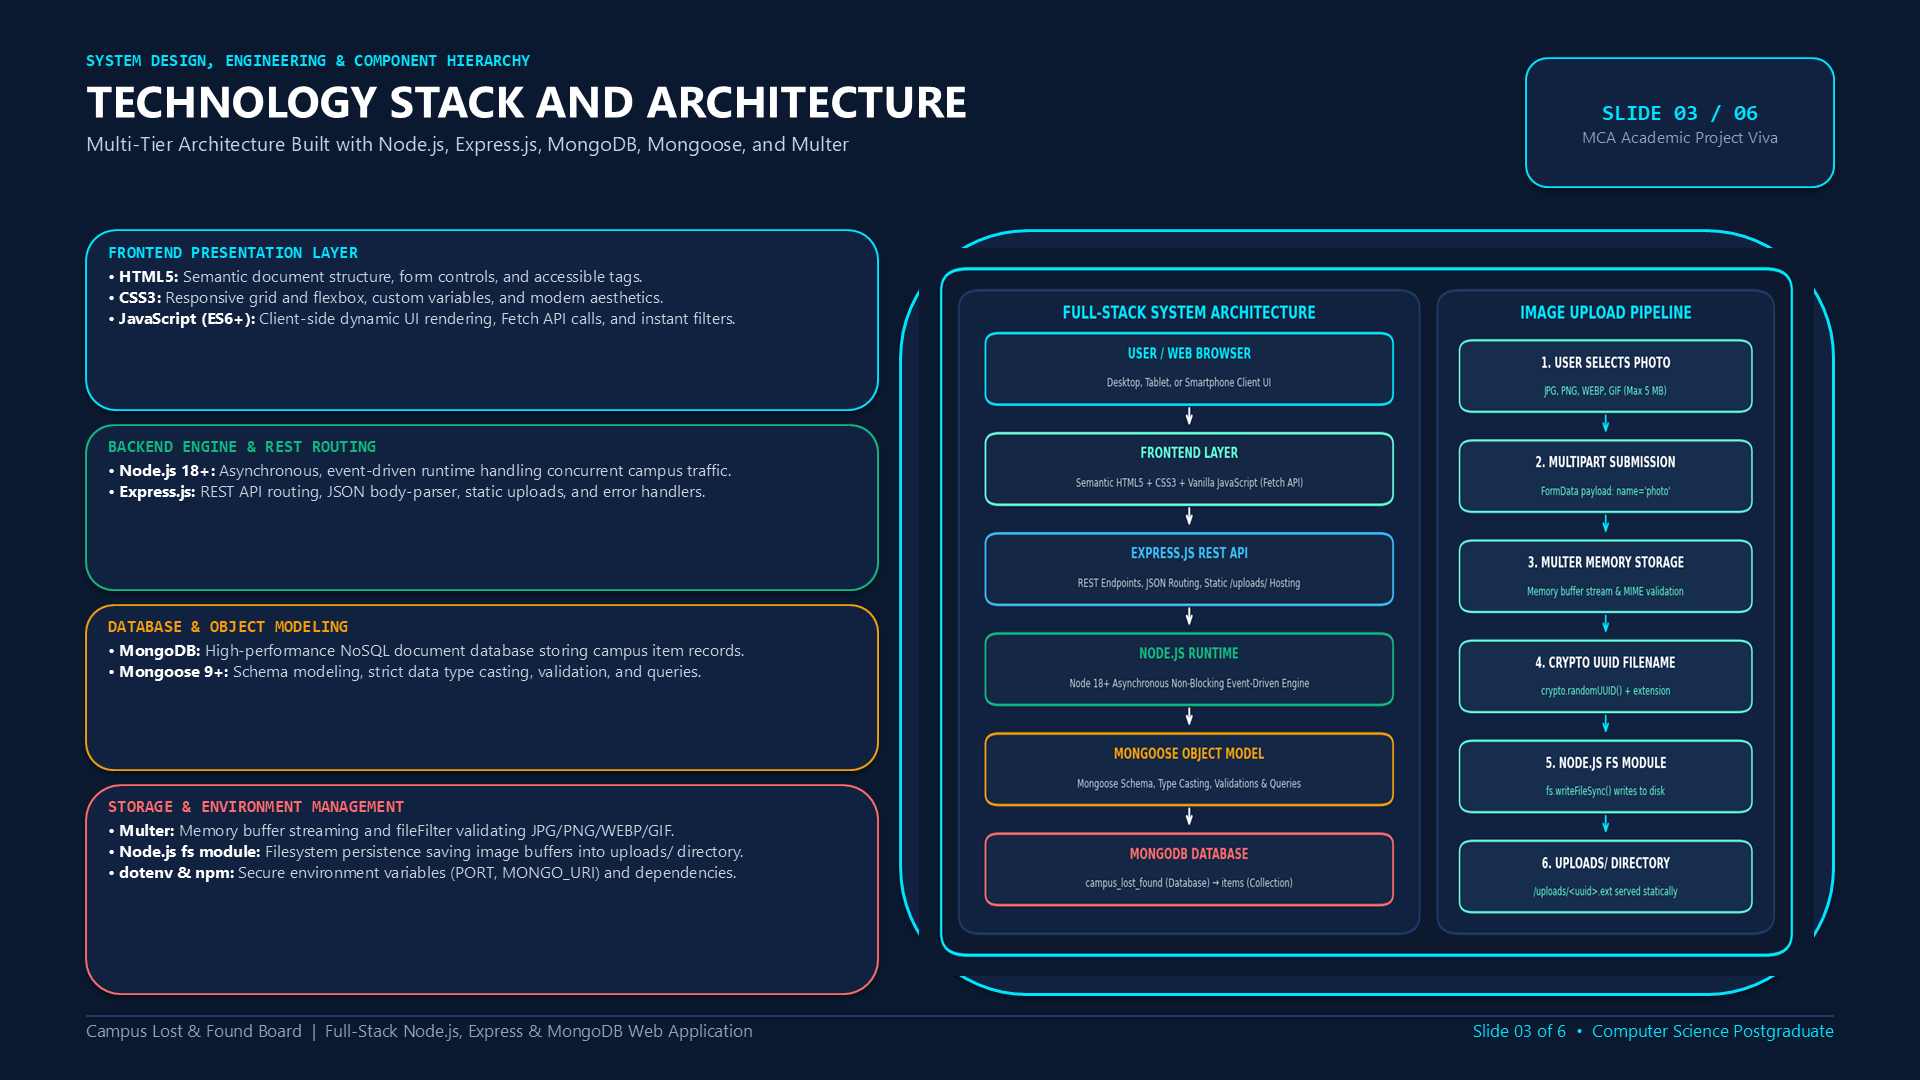 SYSTEM DESIGN, ENGINEERING & COMPONENT HIERARCHY
TECHNOLOGY STACK AND ARCHITECTURE
Multi-Tier Architecture Built with Node.js, Express.js, MongoDB, Mongoose, and Multer
SLIDE 03 / 06
MCA Academic Project Viva
FRONTEND PRESENTATION LAYER
• HTML5: Semantic document structure, form controls, and accessible tags.
• CSS3: Responsive grid and flexbox, custom variables, and modern aesthetics.
• JavaScript (ES6+): Client-side dynamic UI rendering, Fetch API calls, and instant filters.
BACKEND ENGINE & REST ROUTING
• Node.js 18+: Asynchronous, event-driven runtime handling concurrent campus traffic.
• Express.js: REST API routing, JSON body-parser, static uploads, and error handlers.
DATABASE & OBJECT MODELING
• MongoDB: High-performance NoSQL document database storing campus item records.
• Mongoose 9+: Schema modeling, strict data type casting, validation, and queries.
STORAGE & ENVIRONMENT MANAGEMENT
• Multer: Memory buffer streaming and fileFilter validating JPG/PNG/WEBP/GIF.
• Node.js fs module: Filesystem persistence saving image buffers into uploads/ directory.
• dotenv & npm: Secure environment variables (PORT, MONGO_URI) and dependencies.
FULL-STACK SYSTEM ARCHITECTURE
USER / WEB BROWSER
Desktop, Tablet, or Smartphone Client UI
FRONTEND LAYER
Semantic HTML5 + CSS3 + Vanilla JavaScript (Fetch API)
EXPRESS.JS REST API
REST Endpoints, JSON Routing, Static /uploads/ Hosting
NODE.JS RUNTIME
Node 18+ Asynchronous Non-Blocking Event-Driven Engine
MONGOOSE OBJECT MODEL
Mongoose Schema, Type Casting, Validations & Queries
MONGODB DATABASE
campus_lost_found (Database) → items (Collection)
IMAGE UPLOAD PIPELINE
1. USER SELECTS PHOTO
JPG, PNG, WEBP, GIF (Max 5 MB)
2. MULTIPART SUBMISSION
FormData payload: name='photo'
3. MULTER MEMORY STORAGE
Memory buffer stream & MIME validation
4. CRYPTO UUID FILENAME
crypto.randomUUID() + extension
5. NODE.JS FS MODULE
fs.writeFileSync() writes to disk
6. UPLOADS/ DIRECTORY
/uploads/<uuid>.ext served statically
Campus Lost & Found Board | Full-Stack Node.js, Express & MongoDB Web Application
Slide 03 of 6 • Computer Science Postgraduate